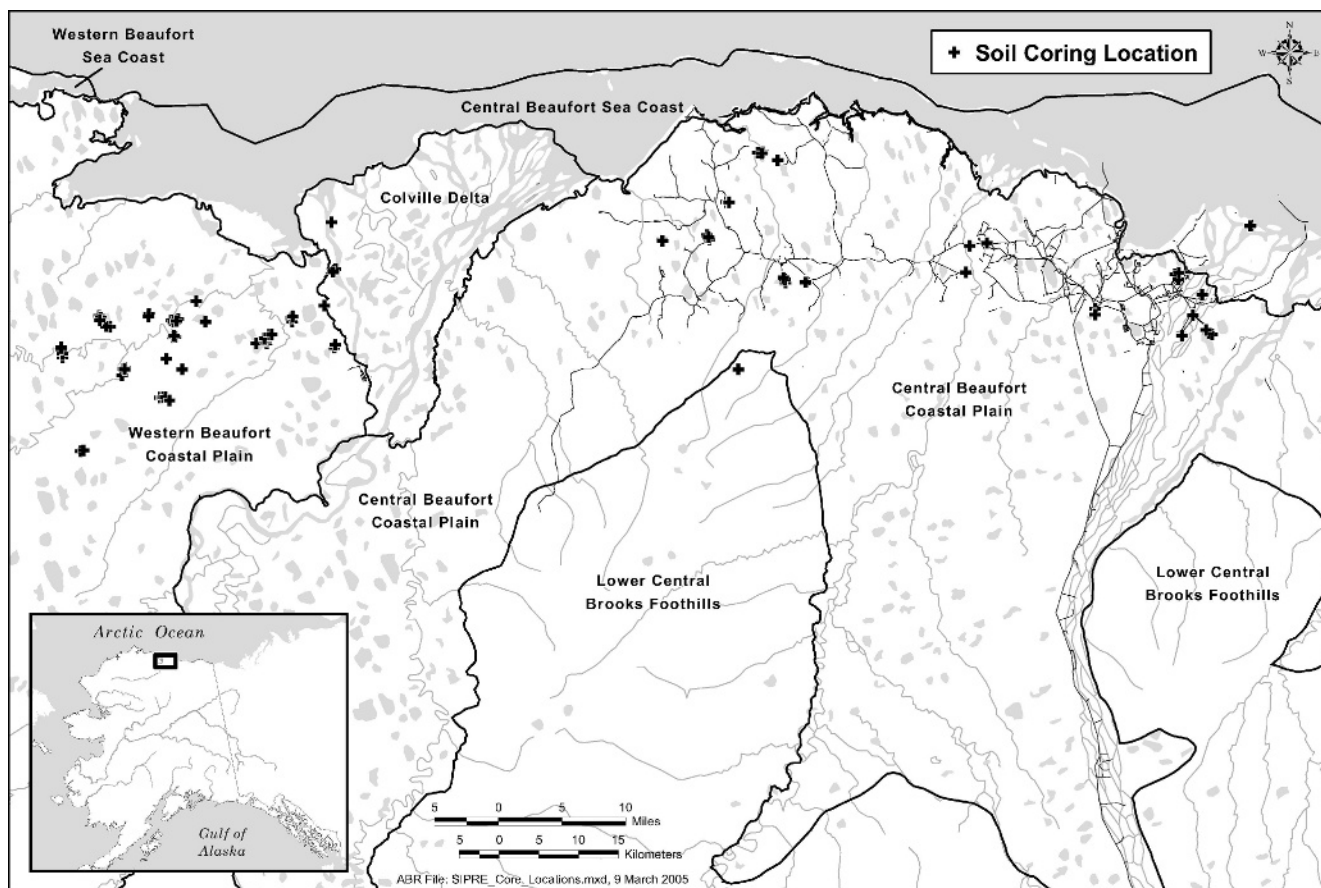 Western Beaufort
Sea Coast
+ Soil Coring Location
N
W
E
S
Central Beaufort Sea Coast
Colville Delta
Western Beaufort
Coastal Plain
Central Beaufort
Coastal Plain
Central Beaufort
Coastal Plain
Lower Central
Brooks Foothills
Lower Central
Brooks Foothills
Arctic Ocean
Gulf of
Alaska
5 0 5 10
Miles
5 0 5 10 15
Kilometers
ABR File: SIPRE_Core_Locations.mxd, 9 March 2005